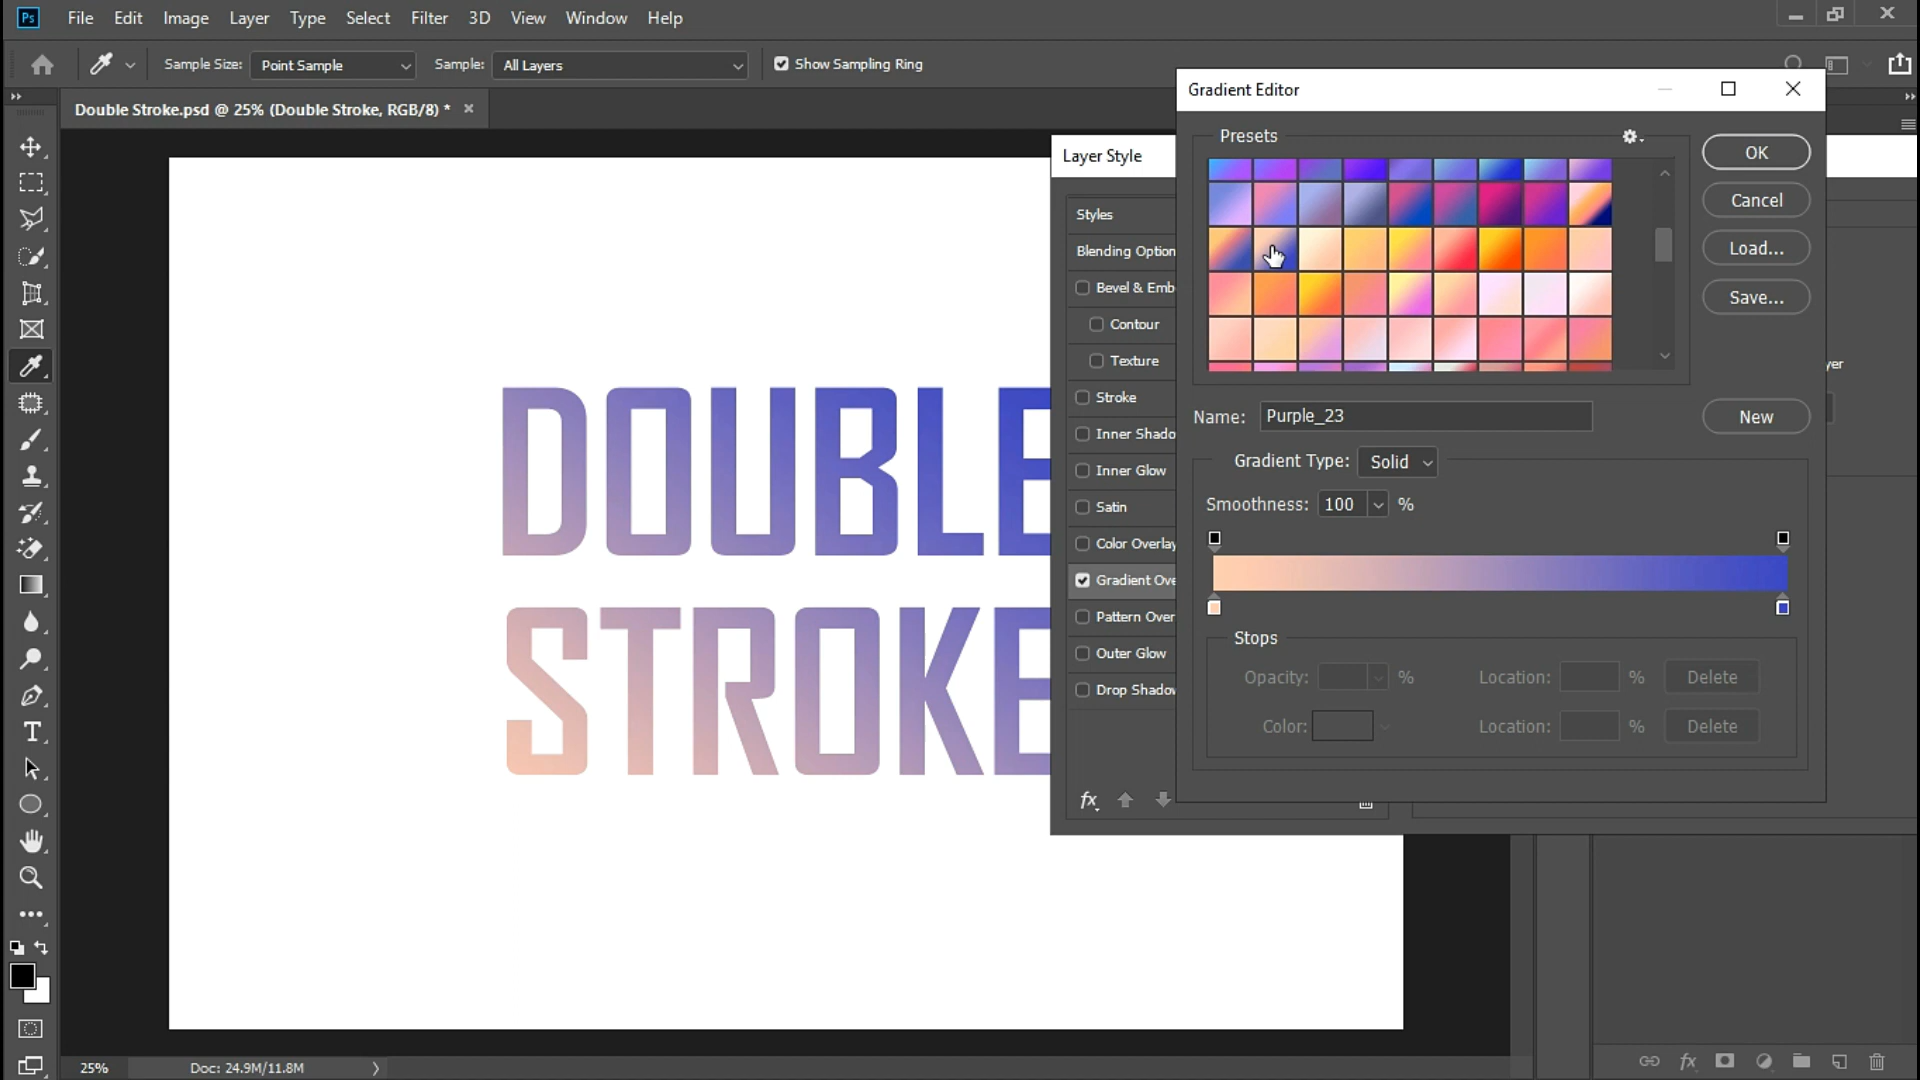 Ps File Edit Image Layer Type Select Filter 3D View Window Help
Sample Size: Point Sample Sample: All Layers Show Sampling Ring
Double Stroke.psd @ 25% (Double Stroke, RGB/8) *
Gradient Editor
Layer Style
Presets
OK
Cancel
Load...
Save...
Styles
Blending Option
Bevel & Emb
Contour
Texture
Stroke
Inner Shado
Inner Glow
Satin
Color Overlay
Gradient Ove
Pattern Over
Outer Glow
Drop Shadow
fx
yer
Name: Purple_23
New
Gradient Type: Solid
Smoothness: 100 %
Stops
Opacity: % Location: % Delete
Color: Location: % Delete
DOUBLE
STROKE
T
25% Doc: 24.9M/11.8M
fx